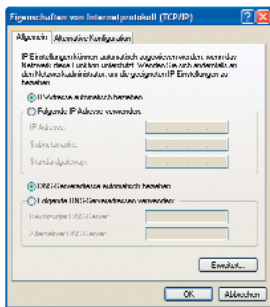 Eigenschaften von Internetprotokoll (TCP/IP)
Allgemein Alternative Konfiguration
IP-Einstellungen können automatisch zugewiesen werden, wenn das
Netzwerk diese Funktion unterstützt. Wenden Sie sich andernfalls an
den Netzwerkadministrator, um die geeigneten IP-Einstellungen zu
beziehen.
IP-Adresse automatisch beziehen
Folgende IP-Adresse verwenden:
IP-Adresse:
Subnetzmaske:
Standardgateway:
DNS-Serveradresse automatisch beziehen
Folgende DNS-Serveradressen verwenden:
Bevorzugter DNS-Server:
Alternativer DNS-Server:
Erweitert...
OK Abbrechen